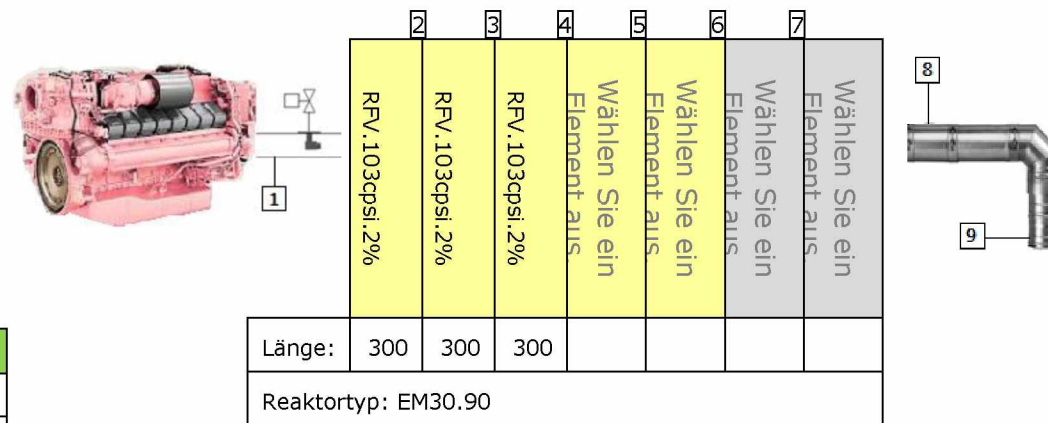 2 3 4 5 6 7
8
1
9
RFV.103cpsi.2%
RFV.103cpsi.2%
RFV.103cpsi.2%
Wählen Sie ein
Element aus.
Wählen Sie ein
Element aus.
Wählen Sie ein
Element aus.
Wählen Sie ein
Element aus.
Länge: 300 300 300
Reaktortyp: EM30.90